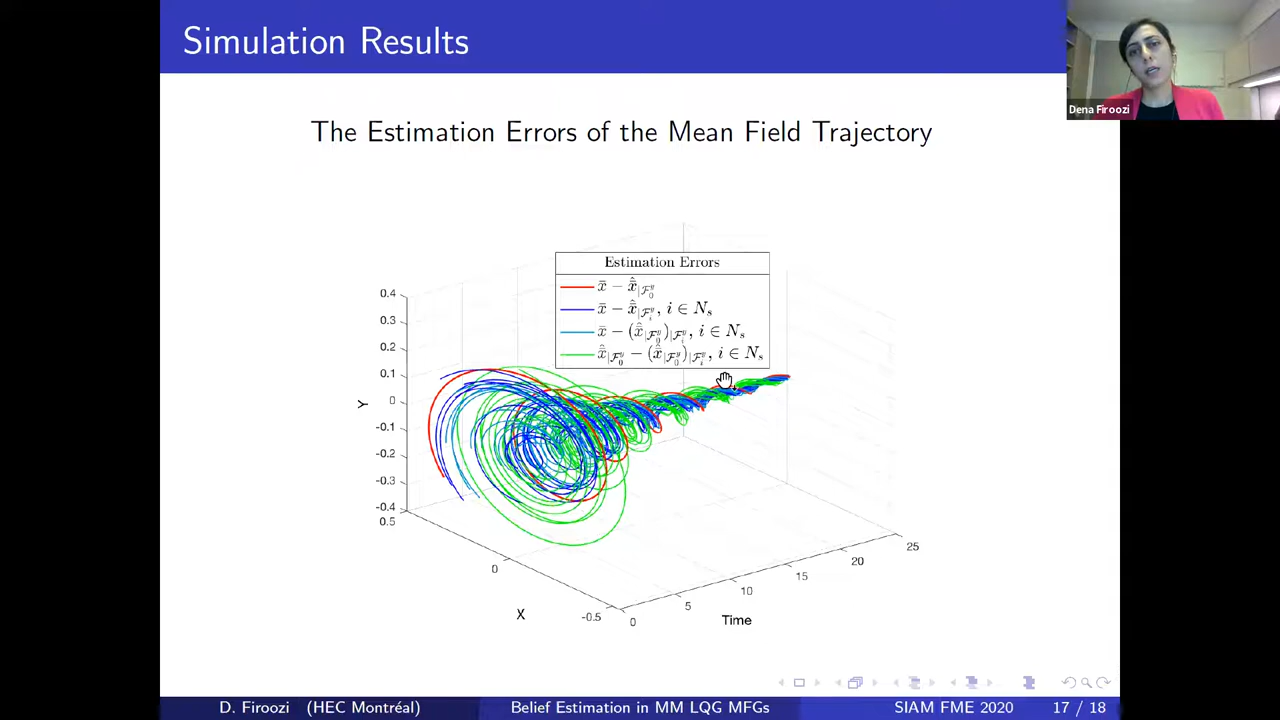 Simulation Results
Dena Firoozi
The Estimation Errors of the Mean Field Trajectory
Estimation Errors
x̄ − x̄̂_{|ℱ₀ʸ}
x̄ − x̄̂_{|ℱᵢʸ}, i ∈ Nₛ
x̄ − (x̄̂_{|ℱ₀ʸ})_{|ℱᵢʸ}, i ∈ Nₛ
x̄̂_{|ℱ₀ʸ} − (x̄̂_{|ℱ₀ʸ})_{|ℱᵢʸ}, i ∈ Nₛ
0.4
0.3
0.2
0.1
0
-0.1
-0.2
-0.3
-0.4
Y
0.5
0
-0.5
X
0
5
10
15
20
25
Time
D. Firoozi (HEC Montréal) Belief Estimation in MM LQG MFGs SIAM FME 2020 17 / 18